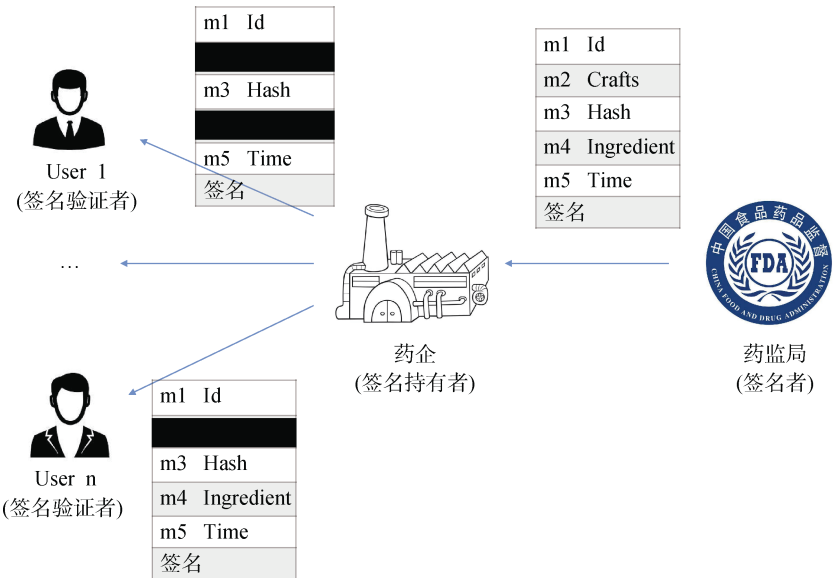 m1 Id
m3 Hash
m5 Time
签名
User 1
(签名验证者)
m1 Id
m2 Crafts
m3 Hash
m4 Ingredient
m5 Time
签名
...
药企
(签名持有者)
中国食品药品监督
FDA
CHINA FOOD AND DRUG ADMINISTRATION
药监局
(签名者)
User n
(签名验证者)
m1 Id
m3 Hash
m4 Ingredient
m5 Time
签名